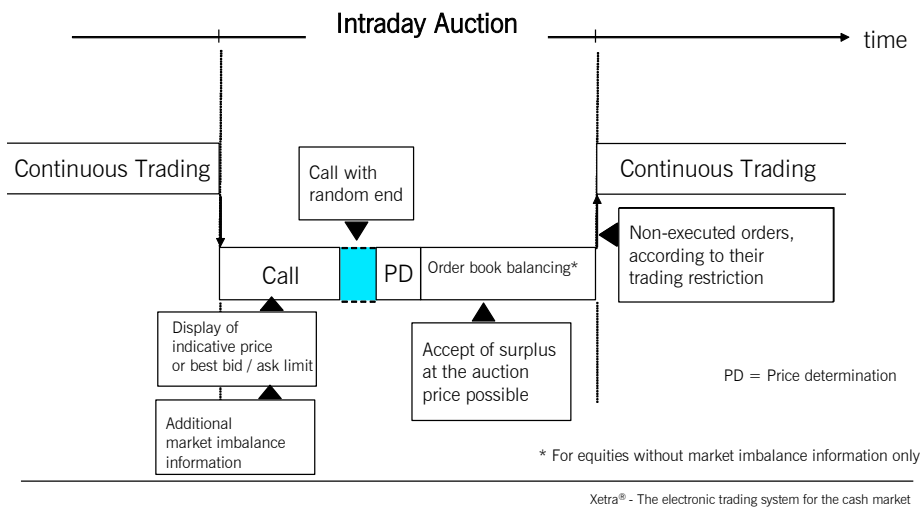 Intraday Auction
time
Continuous Trading
Continuous Trading
Call with
random end
Non-executed orders,
according to their
trading restriction
Call
PD
Order book balancing*
Display of
indicative price
or best bid / ask limit
Accept of surplus
at the auction
price possible
PD = Price determination
Additional
market imbalance
information
* For equities without market imbalance information only
Xetra® - The electronic trading system for the cash market